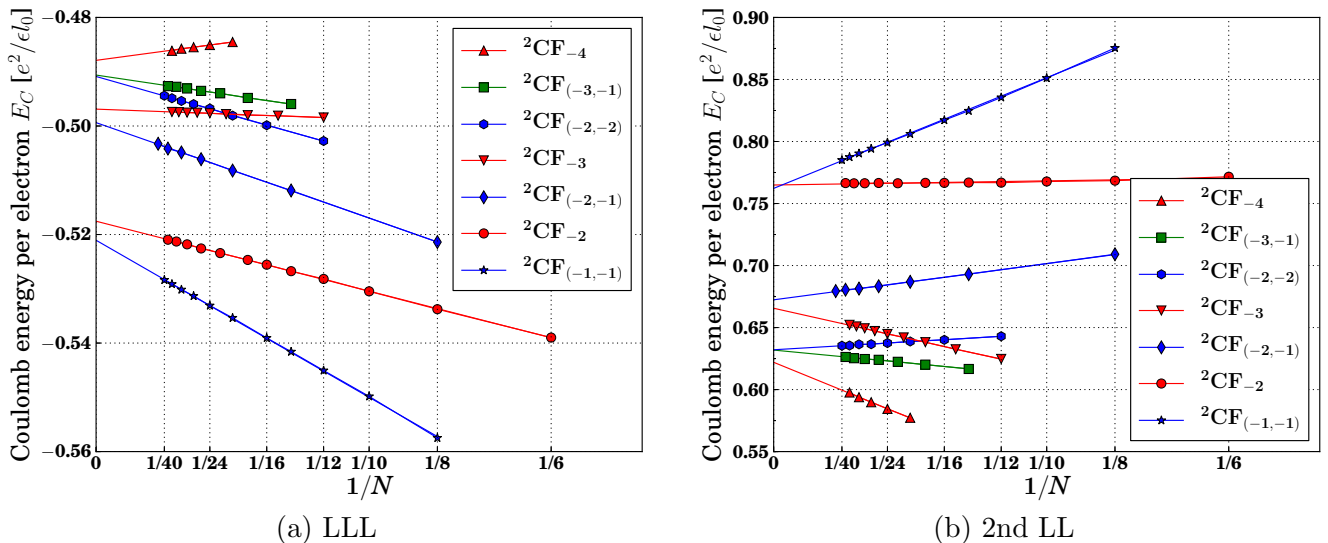 Coulomb energy per electron E_C [e²/ϵl₀]
−0.48
−0.50
−0.52
−0.54
−0.56
²CF₋₄
²CF₍₋₃,₋₁₎
²CF₍₋₂,₋₂₎
²CF₋₃
²CF₍₋₂,₋₁₎
²CF₋₂
²CF₍₋₁,₋₁₎
0 1/40 1/24 1/16 1/12 1/10 1/8 1/6
1/N
(a) LLL
Coulomb energy per electron E_C [e²/ϵl₀]
0.90
0.85
0.80
0.75
0.70
0.65
0.60
0.55
²CF₋₄
²CF₍₋₃,₋₁₎
²CF₍₋₂,₋₂₎
²CF₋₃
²CF₍₋₂,₋₁₎
²CF₋₂
²CF₍₋₁,₋₁₎
0 1/40 1/24 1/16 1/12 1/10 1/8 1/6
1/N
(b) 2nd LL